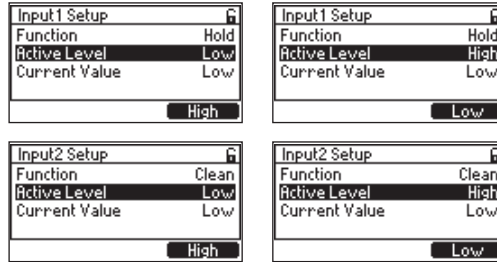 Input1 Setup
Function Hold
Active Level Low
Current Value Low
High
Input1 Setup
Function Hold
Active Level High
Current Value Low
Low
Input2 Setup
Function Clean
Active Level Low
Current Value Low
High
Input2 Setup
Function Clean
Active Level High
Current Value Low
Low